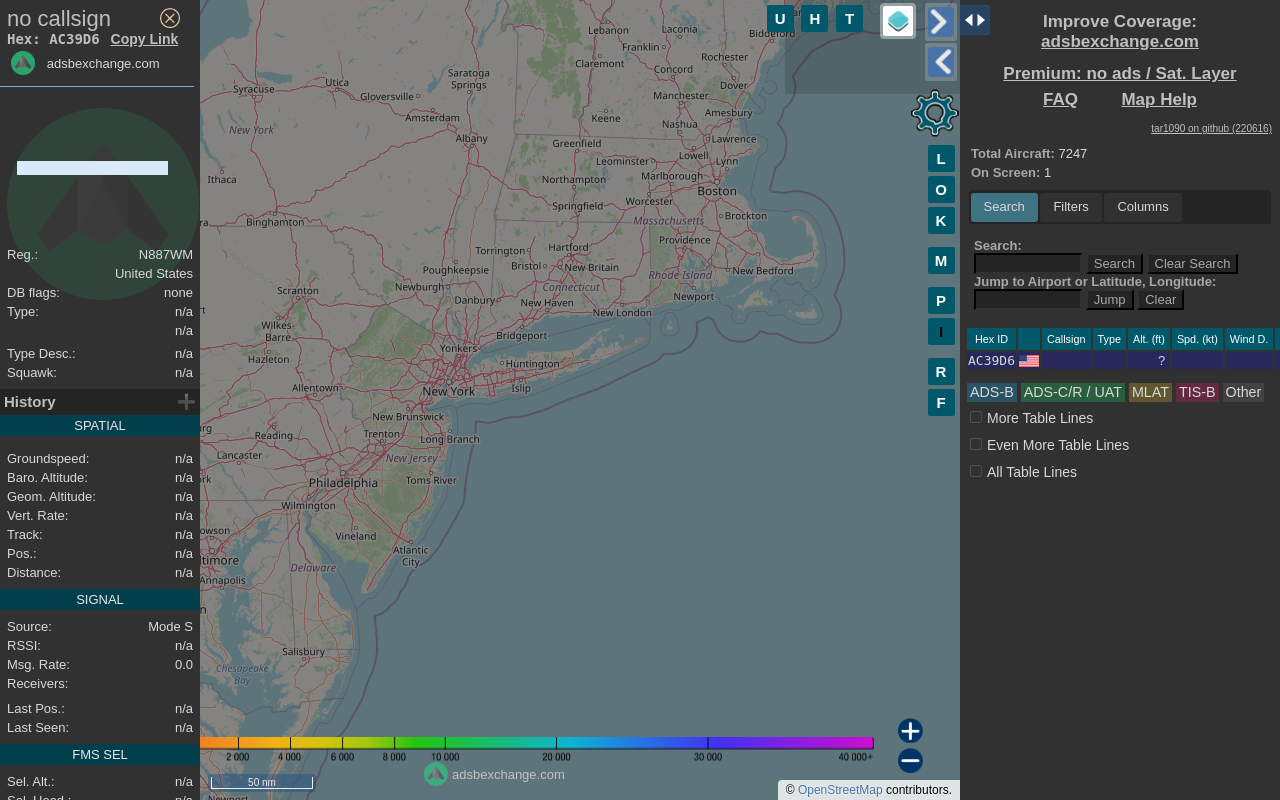 no callsign
Hex: AC39D6 Copy Link
adsbexchange.com
Reg.: N887WM
United States
DB flags: none
Type: n/a
n/a
Type Desc.: n/a
Squawk: n/a
History
SPATIAL
Groundspeed: n/a
Baro. Altitude: n/a
Geom. Altitude: n/a
Vert. Rate: n/a
Track: n/a
Pos.: n/a
Distance: n/a
SIGNAL
Source: Mode S
RSSI: n/a
Msg. Rate: 0.0
Receivers:
Last Pos.: n/a
Last Seen: n/a
FMS SEL
Sel. Alt.: n/a
Sel. Head.: n/a
U H T
L
O
K
M
P
I
R
F
Lebanon
Laconia
Franklin
Biddeford
Claremont
Rochester
Concord
Dover
Utica
Saratoga
Springs
Syracuse
Gloversville
Manchester
Amesbury
Amsterdam
Keene
Nashua
New York
Albany
Greenfield
Lawrence
Leominster
Lowell
Lynn
Ithaca
Northampton
Marlborough
Boston
Springfield
Worcester
Binghamton
Massachusetts
Brockton
Torrington
Hartford
Providence
Poughkeepsie
Bristol
New Britain
Rhode Island
New Bedford
Scranton
Newburgh
Connecticut
Danbury
New Haven
Newport
New London
Wilkes-
Barre
Bridgeport
Yonkers
Hazleton
Huntington
Allentown
New York
Islip
New Brunswick
Reading
Trenton
Long Branch
Lancaster
New Jersey
Philadelphia
Toms River
Wilmington
Vineland
Atlantic
City
Annapolis
Delaware
Salisbury
Chesapeake
Bay
Newport
2 000 4 000 6 000 8 000 10 000 20 000 30 000 40 000+
adsbexchange.com
50 nm
© OpenStreetMap contributors.
Improve Coverage:
adsbexchange.com
Premium: no ads / Sat. Layer
FAQ Map Help
tar1090 on github (220616)
Total Aircraft: 7247
On Screen: 1
Search Filters Columns
Search:
Search Clear Search
Jump to Airport or Latitude, Longitude:
Jump Clear
Hex ID Callsign Type Alt. (ft) Spd. (kt) Wind D.
AC39D6 ?
ADS-B ADS-C/R / UAT MLAT TIS-B Other
More Table Lines
Even More Table Lines
All Table Lines